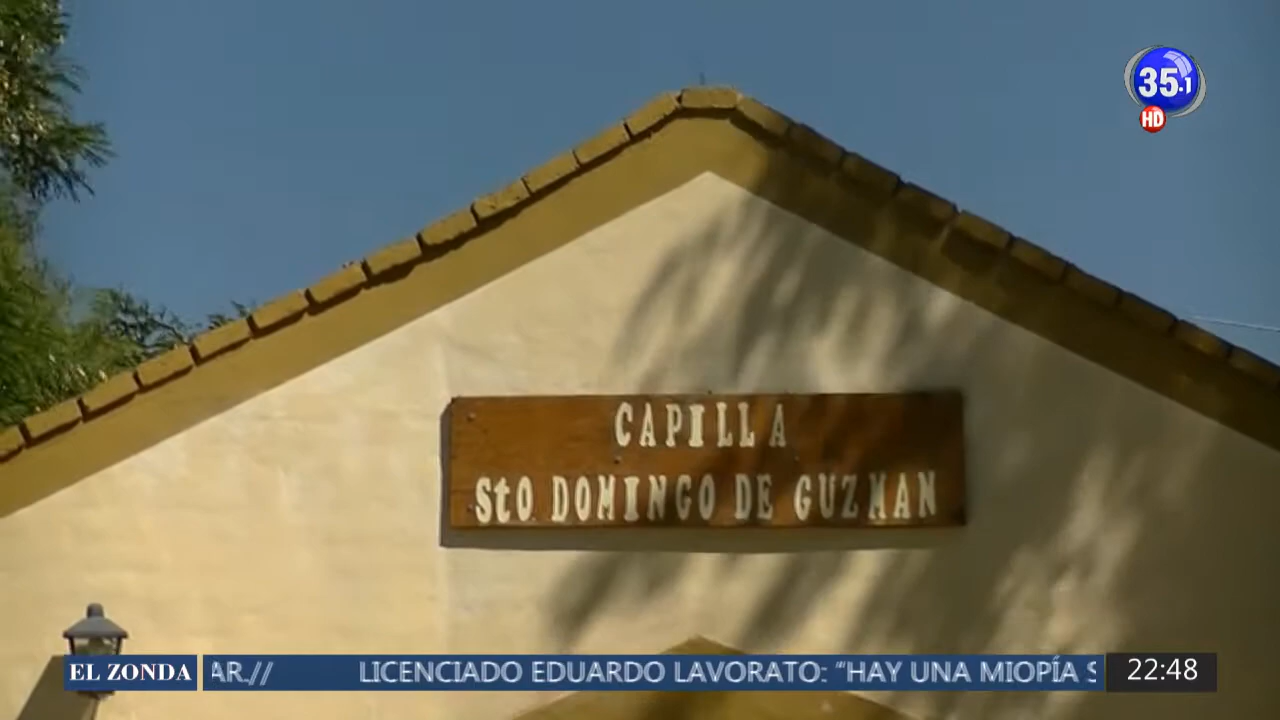 35.1
HD
CAPILLA
Sto DOMINGO DE GUZMAN
EL ZONDA
AR.// LICENCIADO EDUARDO LAVORATO: “HAY UNA MIOPÍA S
22:48